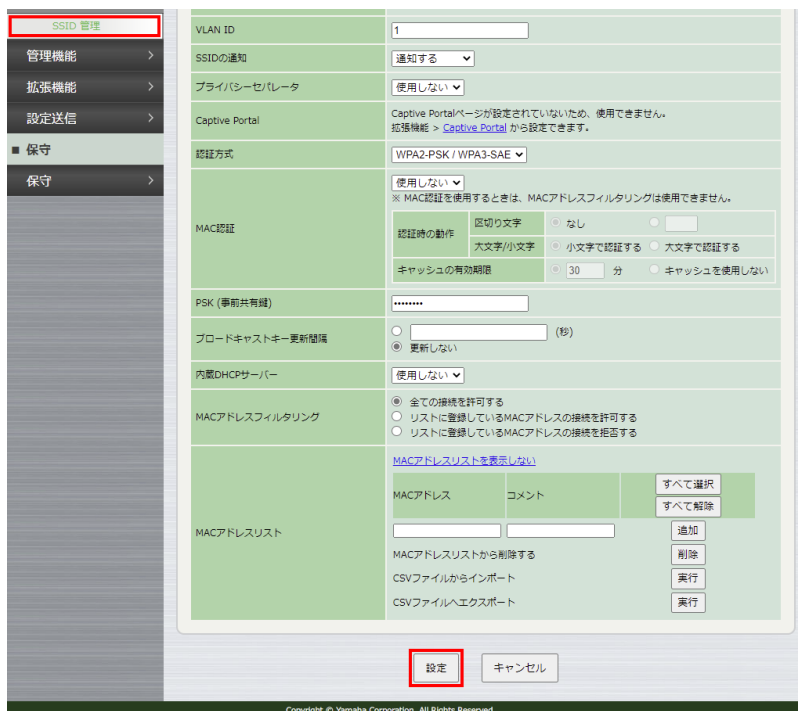 SSID 管理
管理機能
拡張機能
設定送信
■ 保守
保守
VLAN ID
1
SSIDの通知
通知する
プライバシーセパレータ
使用しない
Captive Portal
Captive Portalページが設定されていないため、使用できません。
拡張機能 > Captive Portal から設定できます。
認証方式
WPA2-PSK / WPA3-SAE
MAC認証
使用しない
※ MAC認証を使用するときは、MACアドレスフィルタリングは使用できません。
認証時の動作
区切り文字
なし
大文字/小文字
小文字で認証する
大文字で認証する
キャッシュの有効期限
30 分
キャッシュを使用しない
PSK (事前共有鍵)
••••••••
ブロードキャストキー更新間隔
(秒)
更新しない
内蔵DHCPサーバー
使用しない
MACアドレスフィルタリング
全ての接続を許可する
リストに登録しているMACアドレスの接続を許可する
リストに登録しているMACアドレスの接続を拒否する
MACアドレスリスト
MACアドレスリストを表示しない
MACアドレス
コメント
すべて選択
すべて解除
追加
MACアドレスリストから削除する
削除
CSVファイルからインポート
実行
CSVファイルへエクスポート
実行
設定
キャンセル
Copyright © Yamaha Corporation. All Rights Reserved.